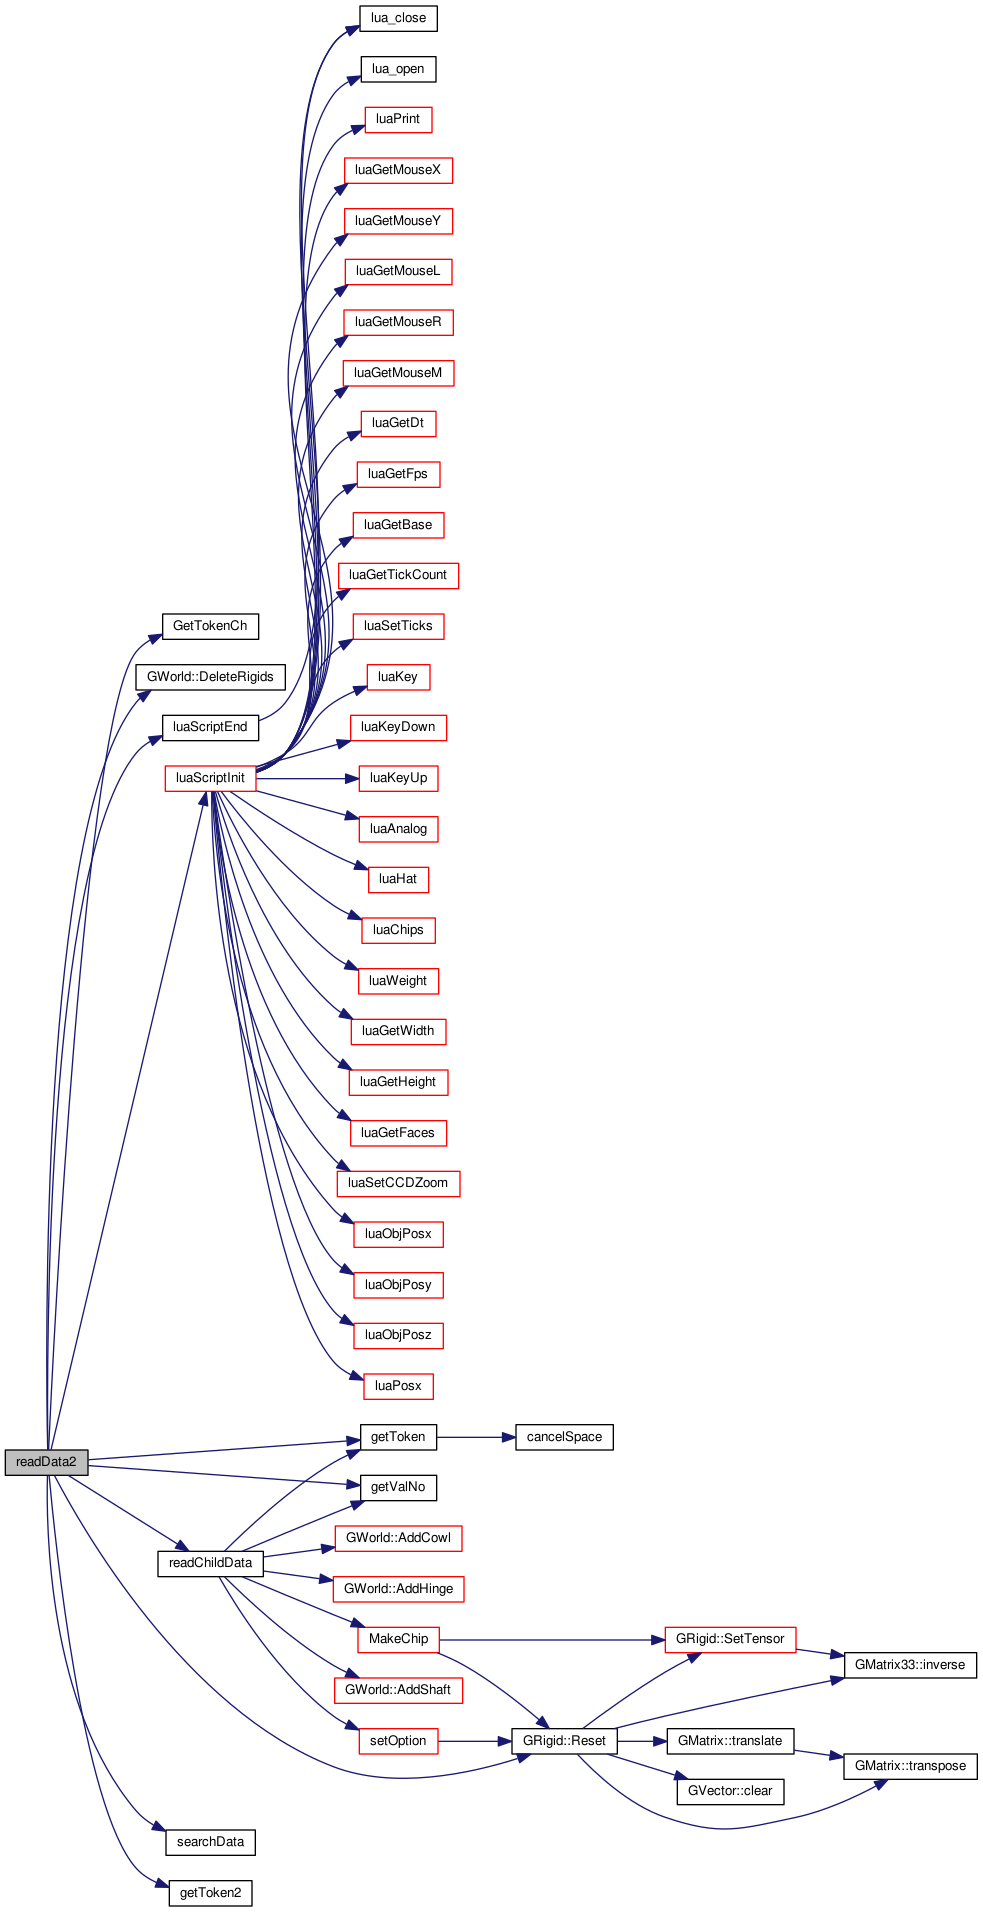 lua_close
lua_open
luaPrint
luaGetMouseX
luaGetMouseY
luaGetMouseL
luaGetMouseR
luaGetMouseM
luaGetDt
luaGetFps
luaGetBase
luaGetTickCount
GetTokenCh
luaSetTicks
GWorld::DeleteRigids
luaKey
luaScriptEnd
luaKeyDown
luaScriptInit
luaKeyUp
luaAnalog
luaHat
luaChips
luaWeight
luaGetWidth
luaGetHeight
luaGetFaces
luaSetCCDZoom
luaObjPosx
luaObjPosy
luaObjPosz
luaPosx
getToken
cancelSpace
readData2
getValNo
GWorld::AddCowl
readChildData
GWorld::AddHinge
MakeChip
GRigid::SetTensor
GMatrix33::inverse
GWorld::AddShaft
setOption
GRigid::Reset
GMatrix::translate
GMatrix::transpose
GVector::clear
searchData
getToken2